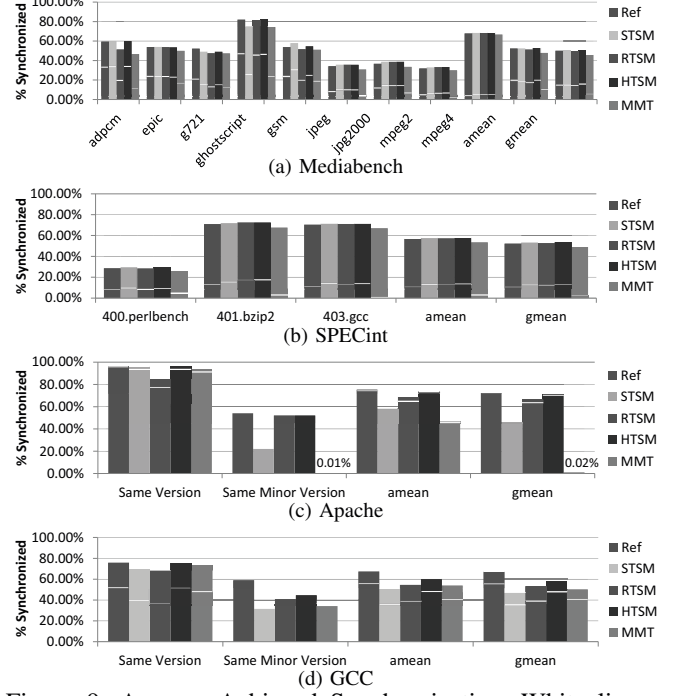 100.00%
80.00%
60.00%
40.00%
20.00%
0.00%
% Synchronized
adpcm
epic
g721
ghostscript
gsm
jpeg
jpg2000
mpeg2
mpeg4
amean
gmean
Ref
STSM
RTSM
HTSM
MMT
(a) Mediabench
100.00%
80.00%
60.00%
40.00%
20.00%
0.00%
% Synchronized
400.perlbench
401.bzip2
403.gcc
amean
gmean
Ref
STSM
RTSM
HTSM
MMT
(b) SPECint
100.00%
80.00%
60.00%
40.00%
20.00%
0.00%
% Synchronized
0.01%
0.02%
Same Version
Same Minor Version
amean
gmean
Ref
STSM
RTSM
HTSM
MMT
(c) Apache
100.00%
80.00%
60.00%
40.00%
20.00%
0.00%
% Synchronized
Same Version
Same Minor Version
amean
gmean
Ref
STSM
RTSM
HTSM
MMT
(d) GCC